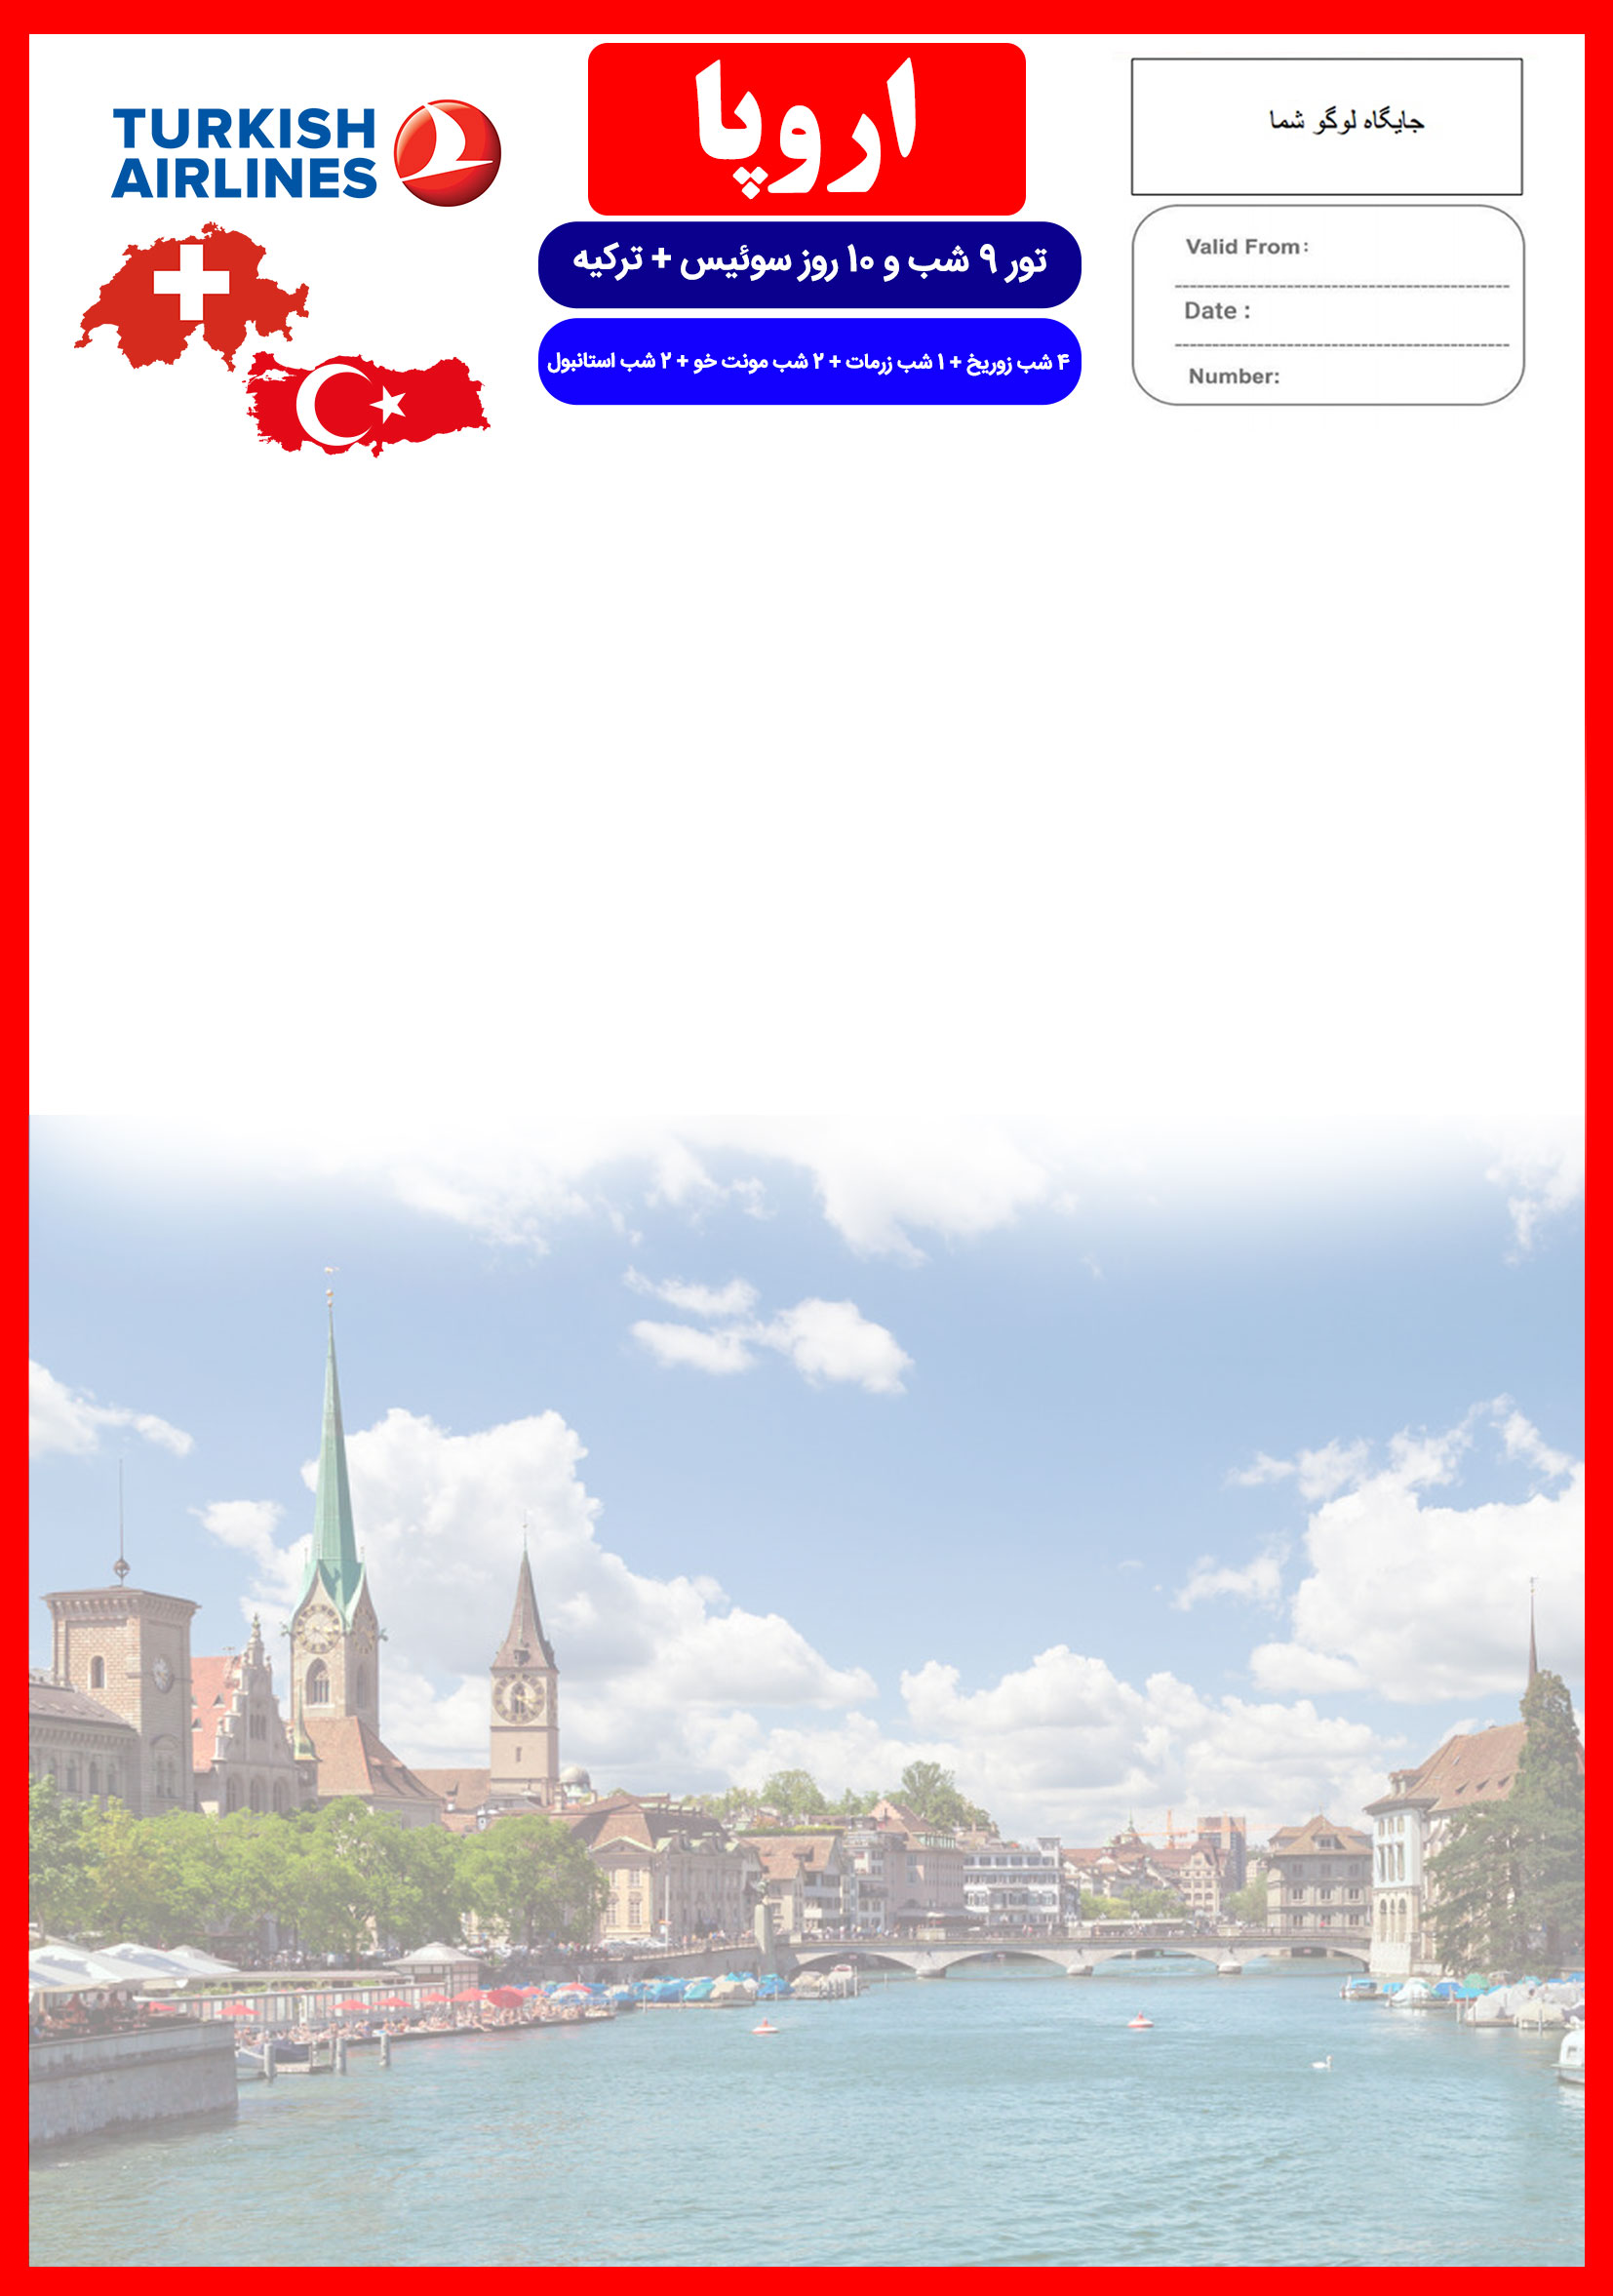 اروپا
تور ۹ شب و ۱۰ روز سوئیس + ترکیه
۴ شب زوریخ + ۱ شب زرمات + ۲ شب مونت خو + ۲ شب استانبول
جایگاه لوگو شما
Valid From:
Date :
Number:
TURKISH
AIRLINES